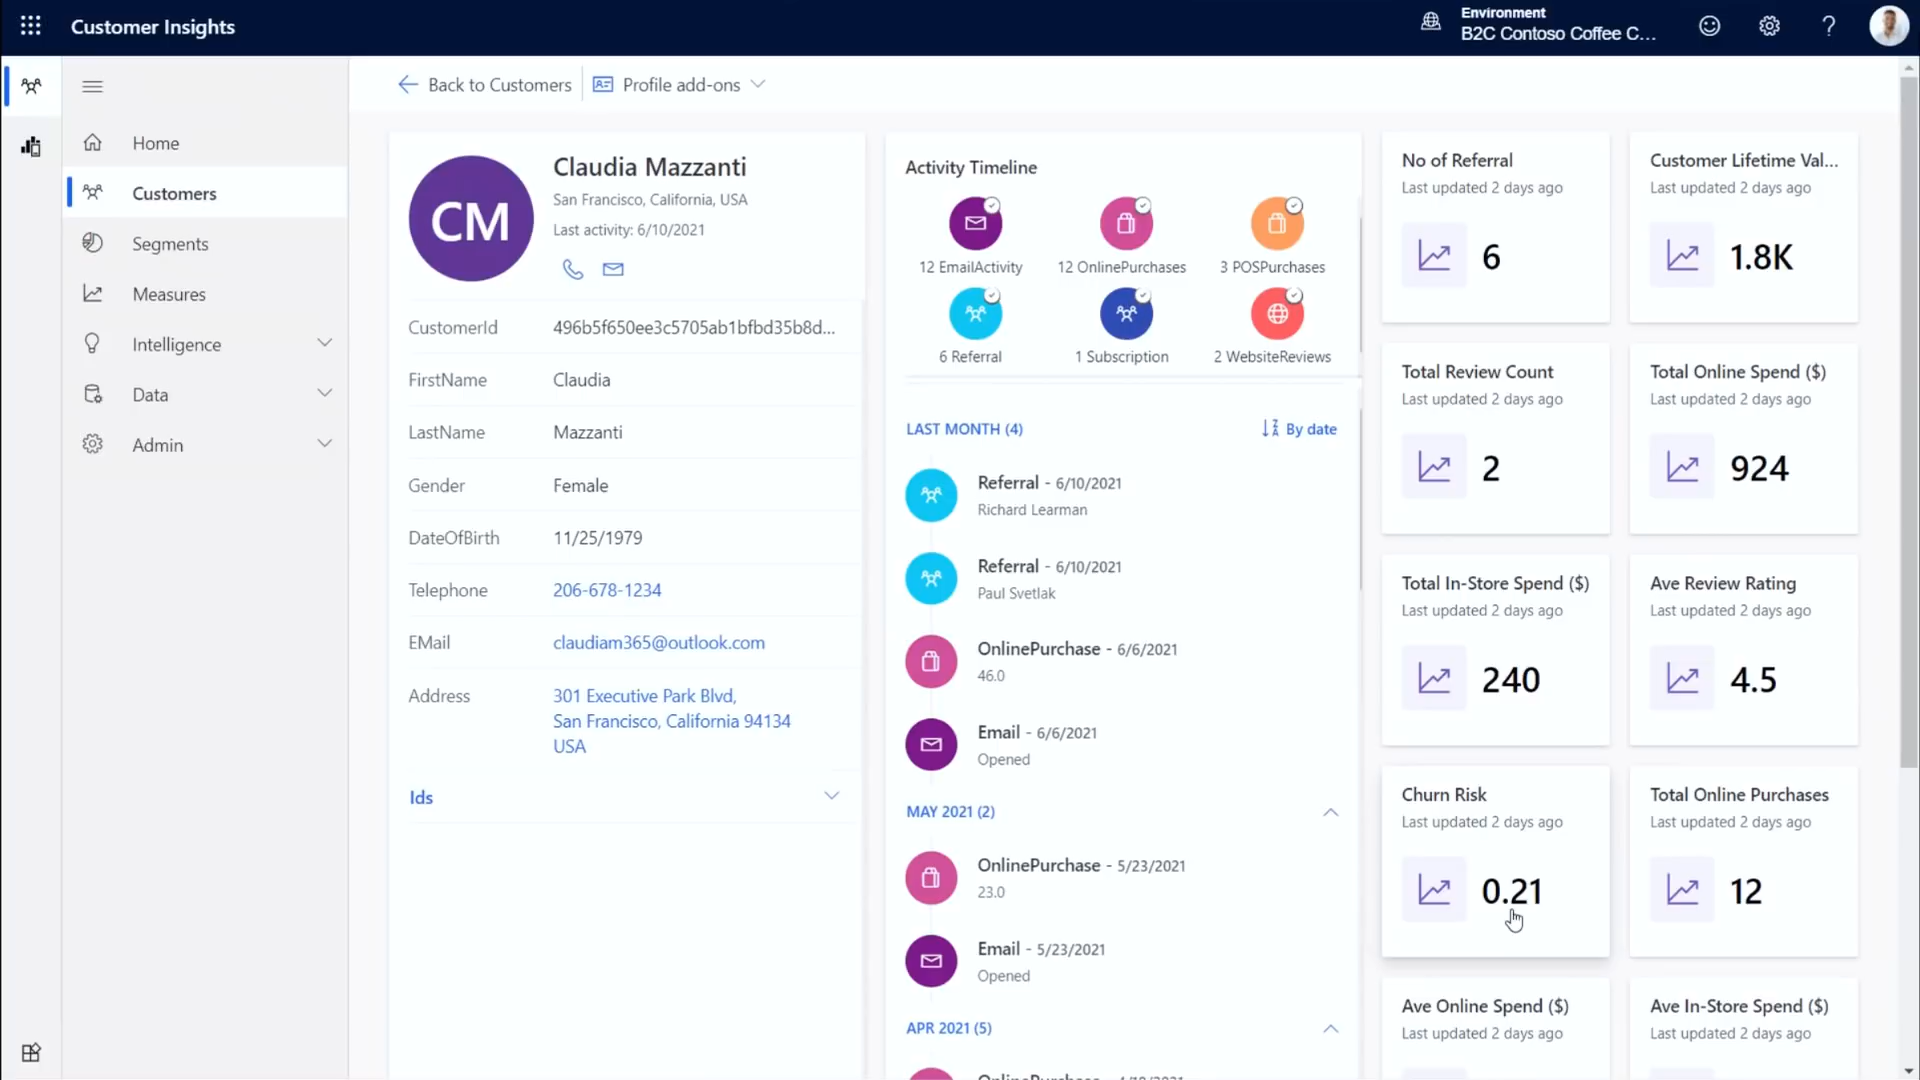 Customer Insights
Environment
B2C Contoso Coffee C...
Back to Customers
Profile add-ons
Home
Customers
Segments
Measures
Intelligence
Data
Admin
CM
Claudia Mazzanti
San Francisco, California, USA
Last activity: 6/10/2021
CustomerId 496b5f650ee3c5705ab1bfbd35b8d...
FirstName Claudia
LastName Mazzanti
Gender Female
DateOfBirth 11/25/1979
Telephone 206-678-1234
EMail claudiam365@outlook.com
Address 301 Executive Park Blvd,
San Francisco, California 94134
USA
Ids
Activity Timeline
12 EmailActivity 12 OnlinePurchases 3 POSPurchases
6 Referral 1 Subscription 2 WebsiteReviews
LAST MONTH (4) By date
Referral - 6/10/2021
Richard Learman
Referral - 6/10/2021
Paul Svetlak
OnlinePurchase - 6/6/2021
46.0
Email - 6/6/2021
Opened
MAY 2021 (2)
OnlinePurchase - 5/23/2021
23.0
Email - 5/23/2021
Opened
APR 2021 (5)
No of Referral
Last updated 2 days ago
6
Customer Lifetime Val...
Last updated 2 days ago
1.8K
Total Review Count
Last updated 2 days ago
2
Total Online Spend ($)
Last updated 2 days ago
924
Total In-Store Spend ($)
Last updated 2 days ago
240
Ave Review Rating
Last updated 2 days ago
4.5
Churn Risk
Last updated 2 days ago
0.21
Total Online Purchases
Last updated 2 days ago
12
Ave Online Spend ($)
Last updated 2 days ago
Ave In-Store Spend ($)
Last updated 2 days ago